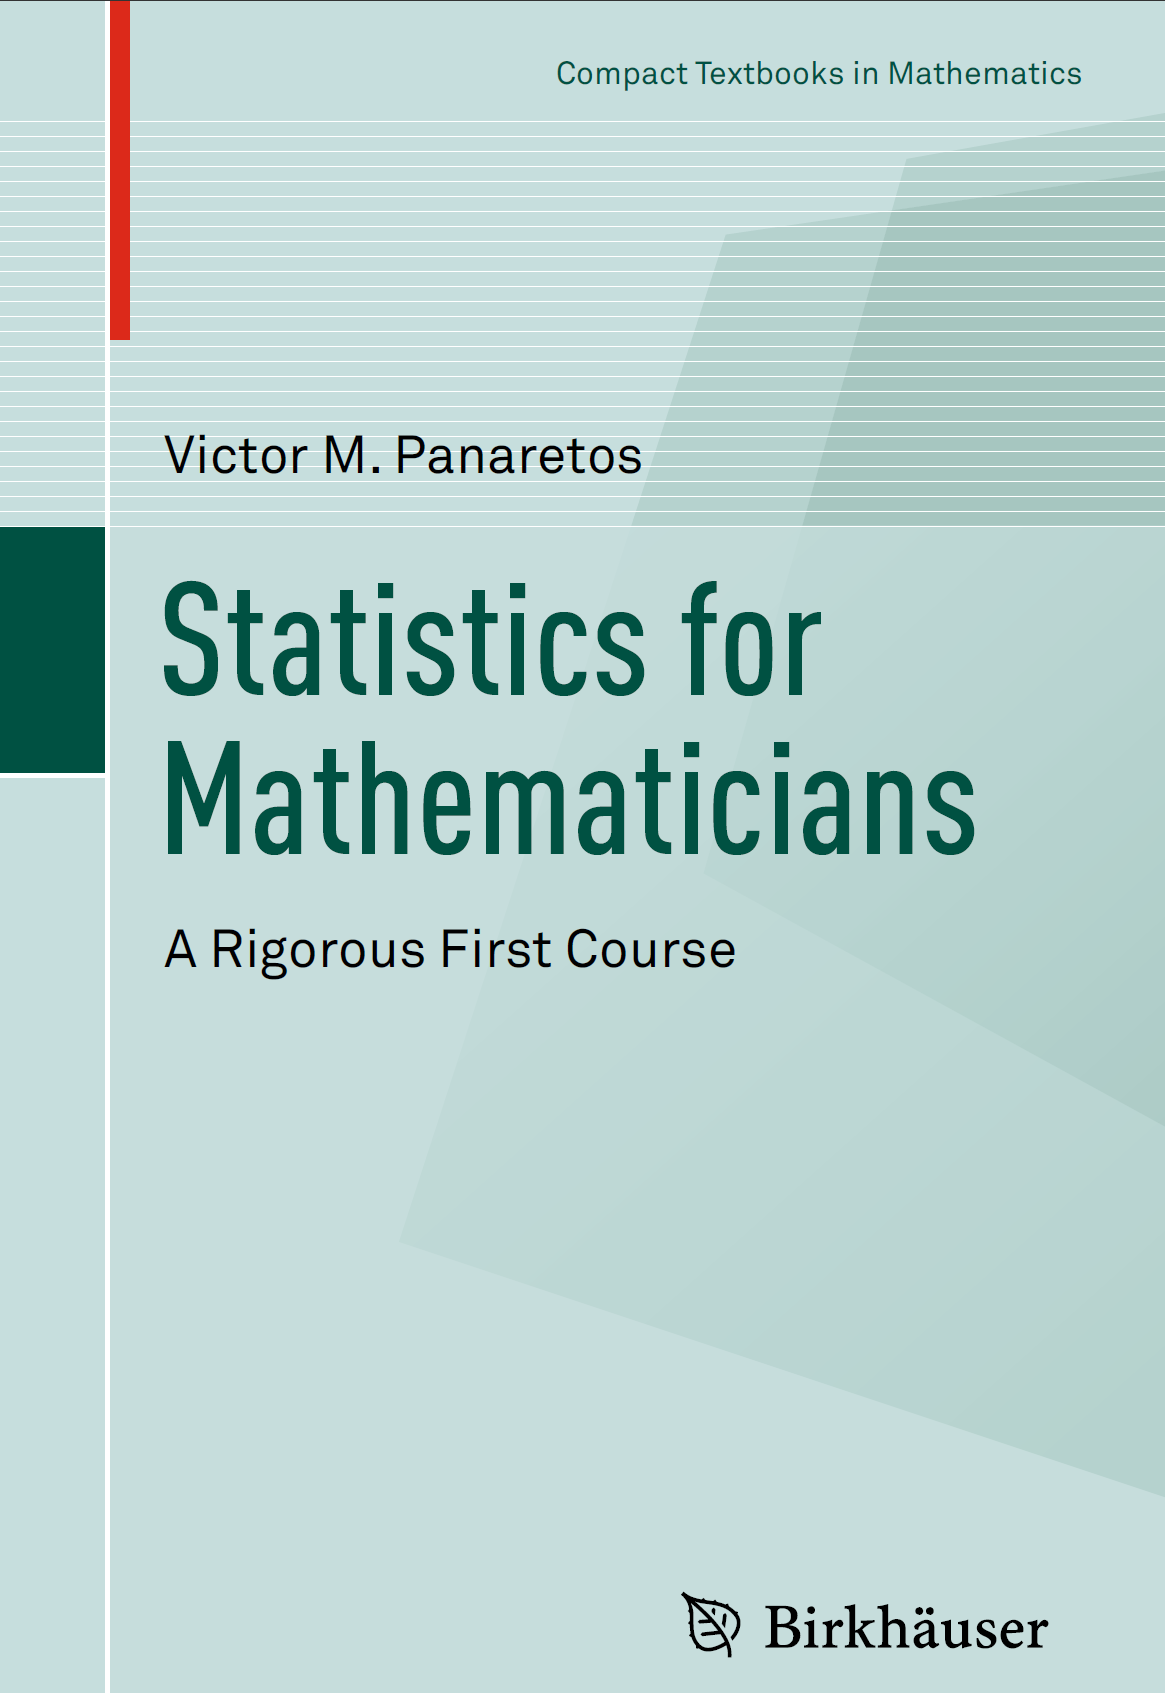 Compact Textbooks in Mathematics
Victor M. Panaretos
Statistics for
Mathematicians
A Rigorous First Course
Birkhäuser